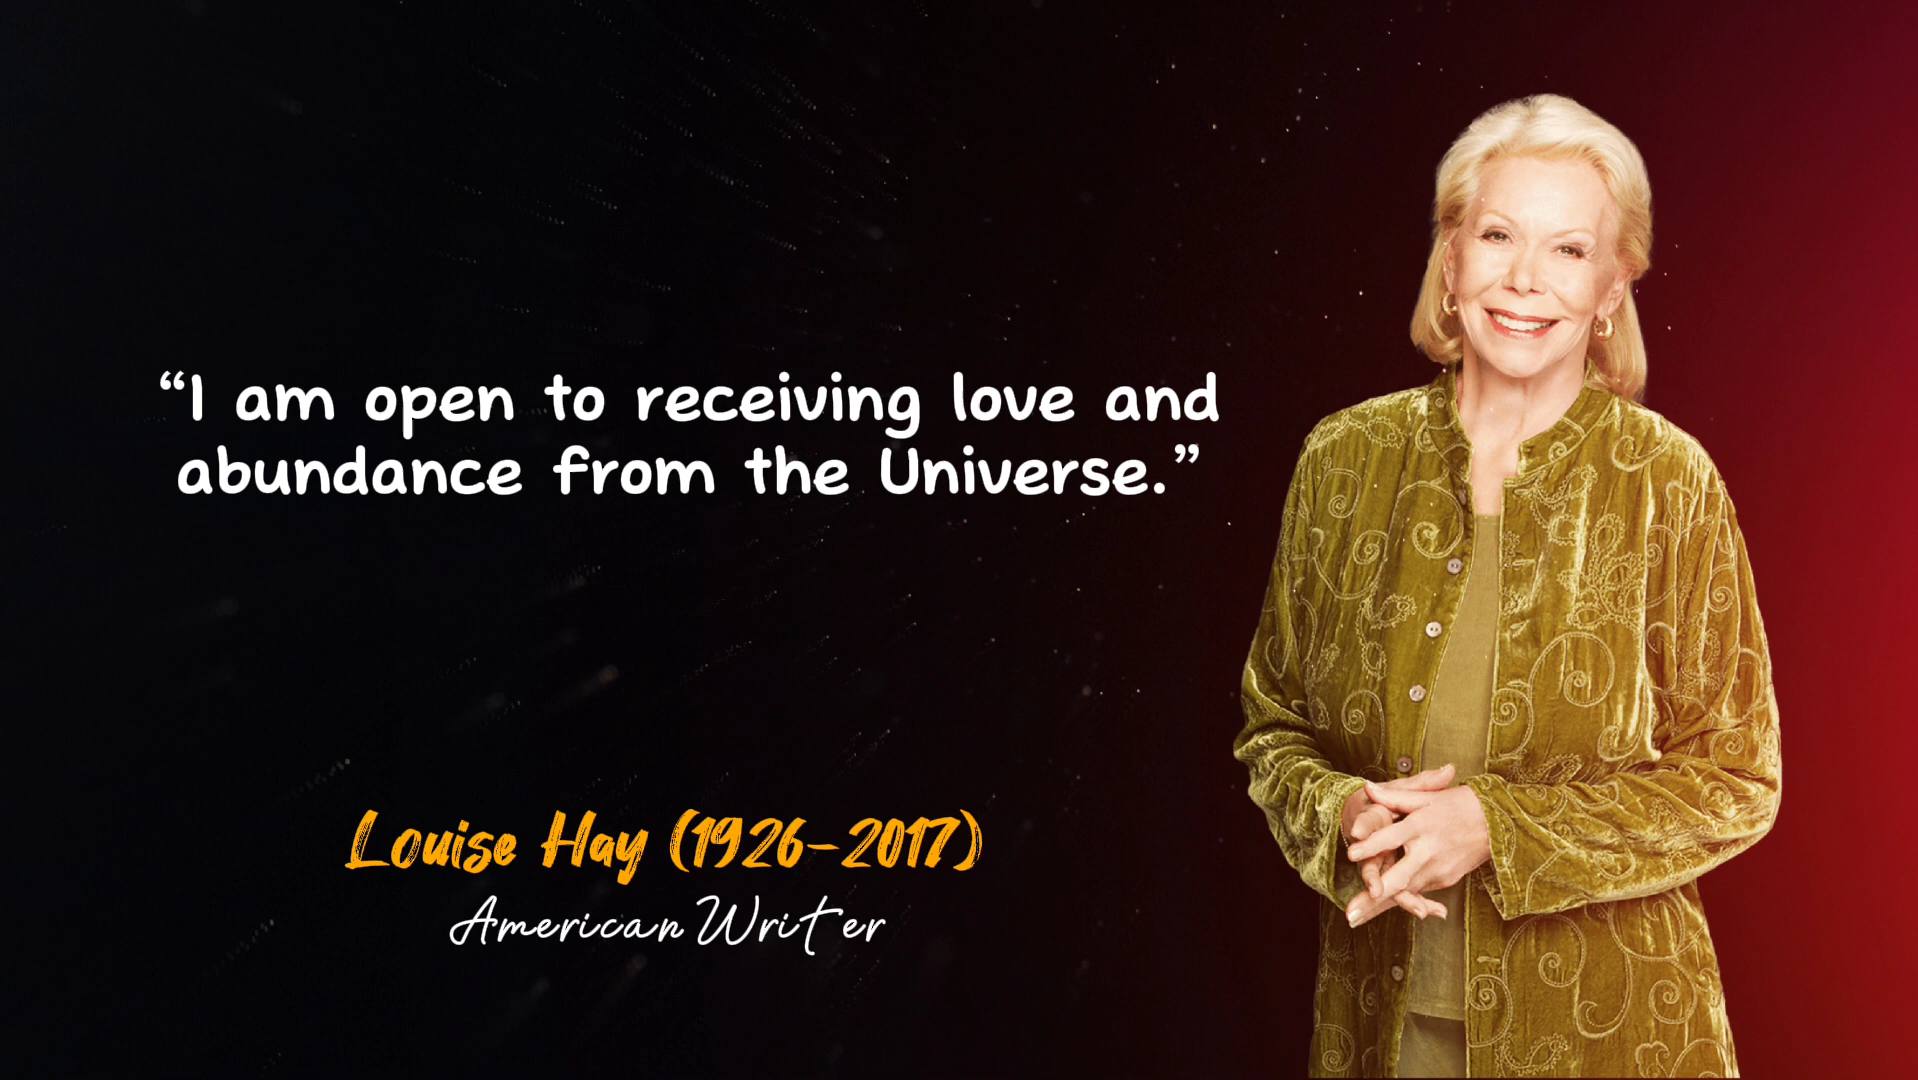 “I am open to receiving love and
abundance from the Universe.”
Louise Hay (1926-2017)
American Writer